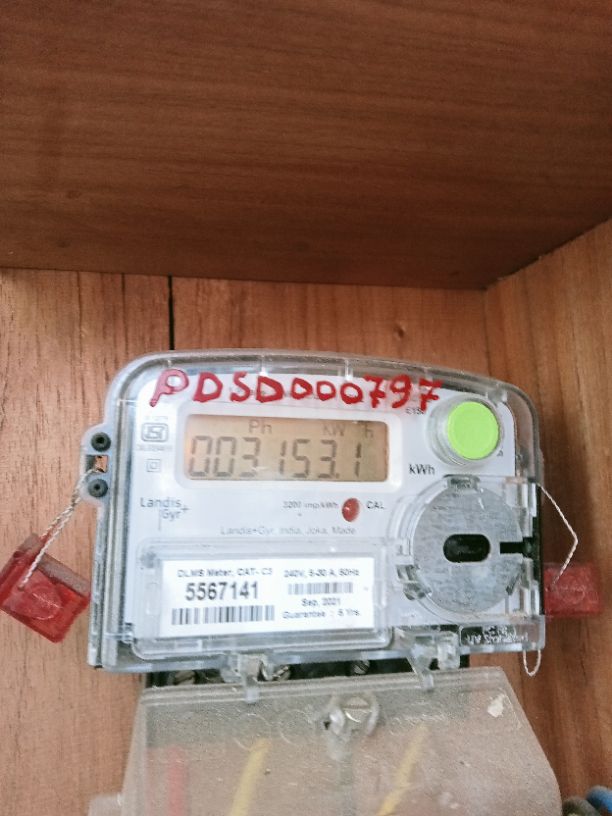 PDSD000797
Ph kW h
003153.1
kWh
3200 imp/kWh CAL
Landis
Gyr+
Landis+Gyr, India, Joka, Made
DLMS Meter, CAT- C3
5567141
240V, 5-30 A, 50Hz
Sep, 2021
Guarantee : 5 Yrs.